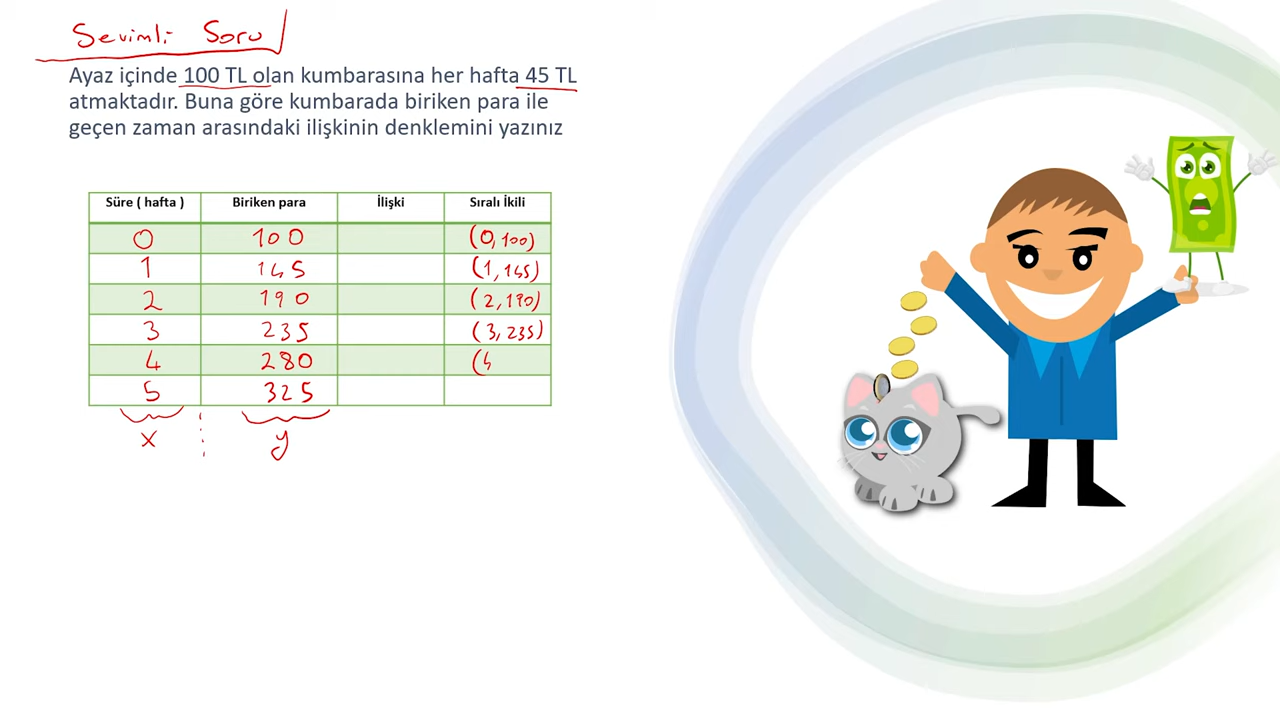 Sevimli Soru
Ayaz içinde 100 TL olan kumbarasına her hafta 45 TL
atmaktadır. Buna göre kumbarada biriken para ile
geçen zaman arasındaki ilişkinin denklemini yazınız
Süre ( hafta ) Biriken para İlişki Sıralı İkili
0 100 (0,100)
1 145 (1,145)
2 190 (2,190)
3 235 (3,235)
4 280 (4
5 325
x y